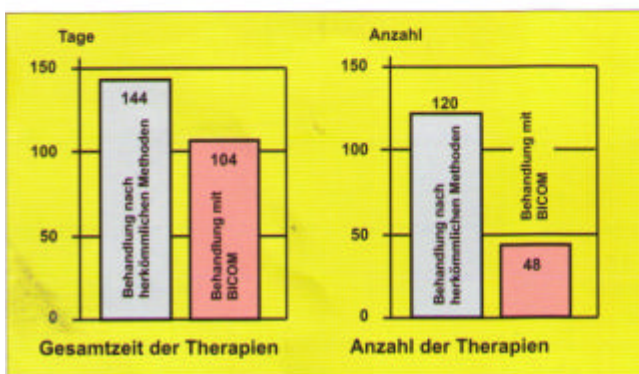 Tage
150
100
50
0
144
Behandlung nach
herkömmlichen Methoden
104
Behandlung mit
BICOM
Gesamtzeit der Therapien
Anzahl
150
100
50
0
120
Behandlung nach
herkömmlichen Methoden
Behandlung mit
BICOM
48
Anzahl der Therapien